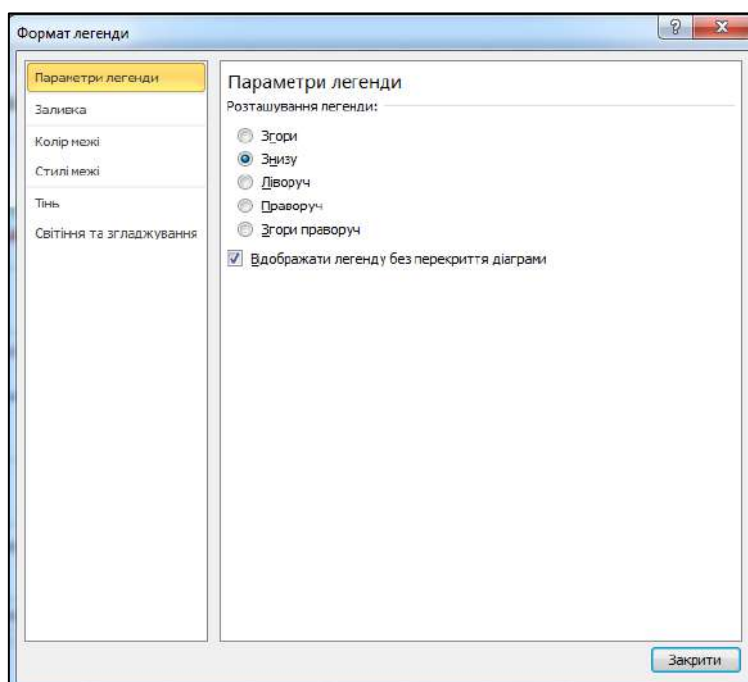 Формат легенди
?
Параметри легенди
Заливка
Колір межі
Стилі межі
Тінь
Світіння та згладжування
Параметри легенди
Розташування легенди:
Згори
Знизу
Ліворуч
Праворуч
Згори праворуч
Відображати легенду без перекриття діаграми
Закрити